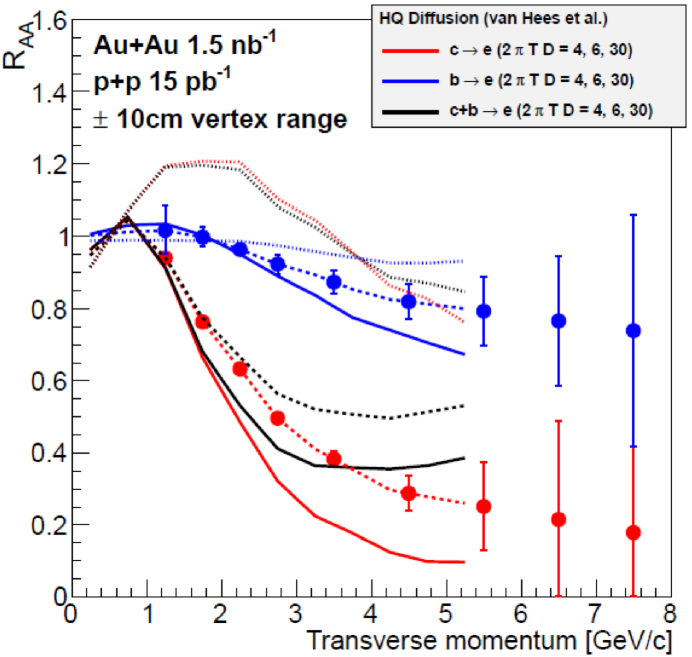 R_AA
1.6
1.4
1.2
1
0.8
0.6
0.4
0.2
0
Au+Au 1.5 nb⁻¹
p+p 15 pb⁻¹
± 10cm vertex range
HQ Diffusion (van Hees et al.)
c → e (2 π T D = 4, 6, 30)
b → e (2 π T D = 4, 6, 30)
c+b → e (2 π T D = 4, 6, 30)
0 1 2 3 4 5 6 7 8
Transverse momentum [GeV/c]